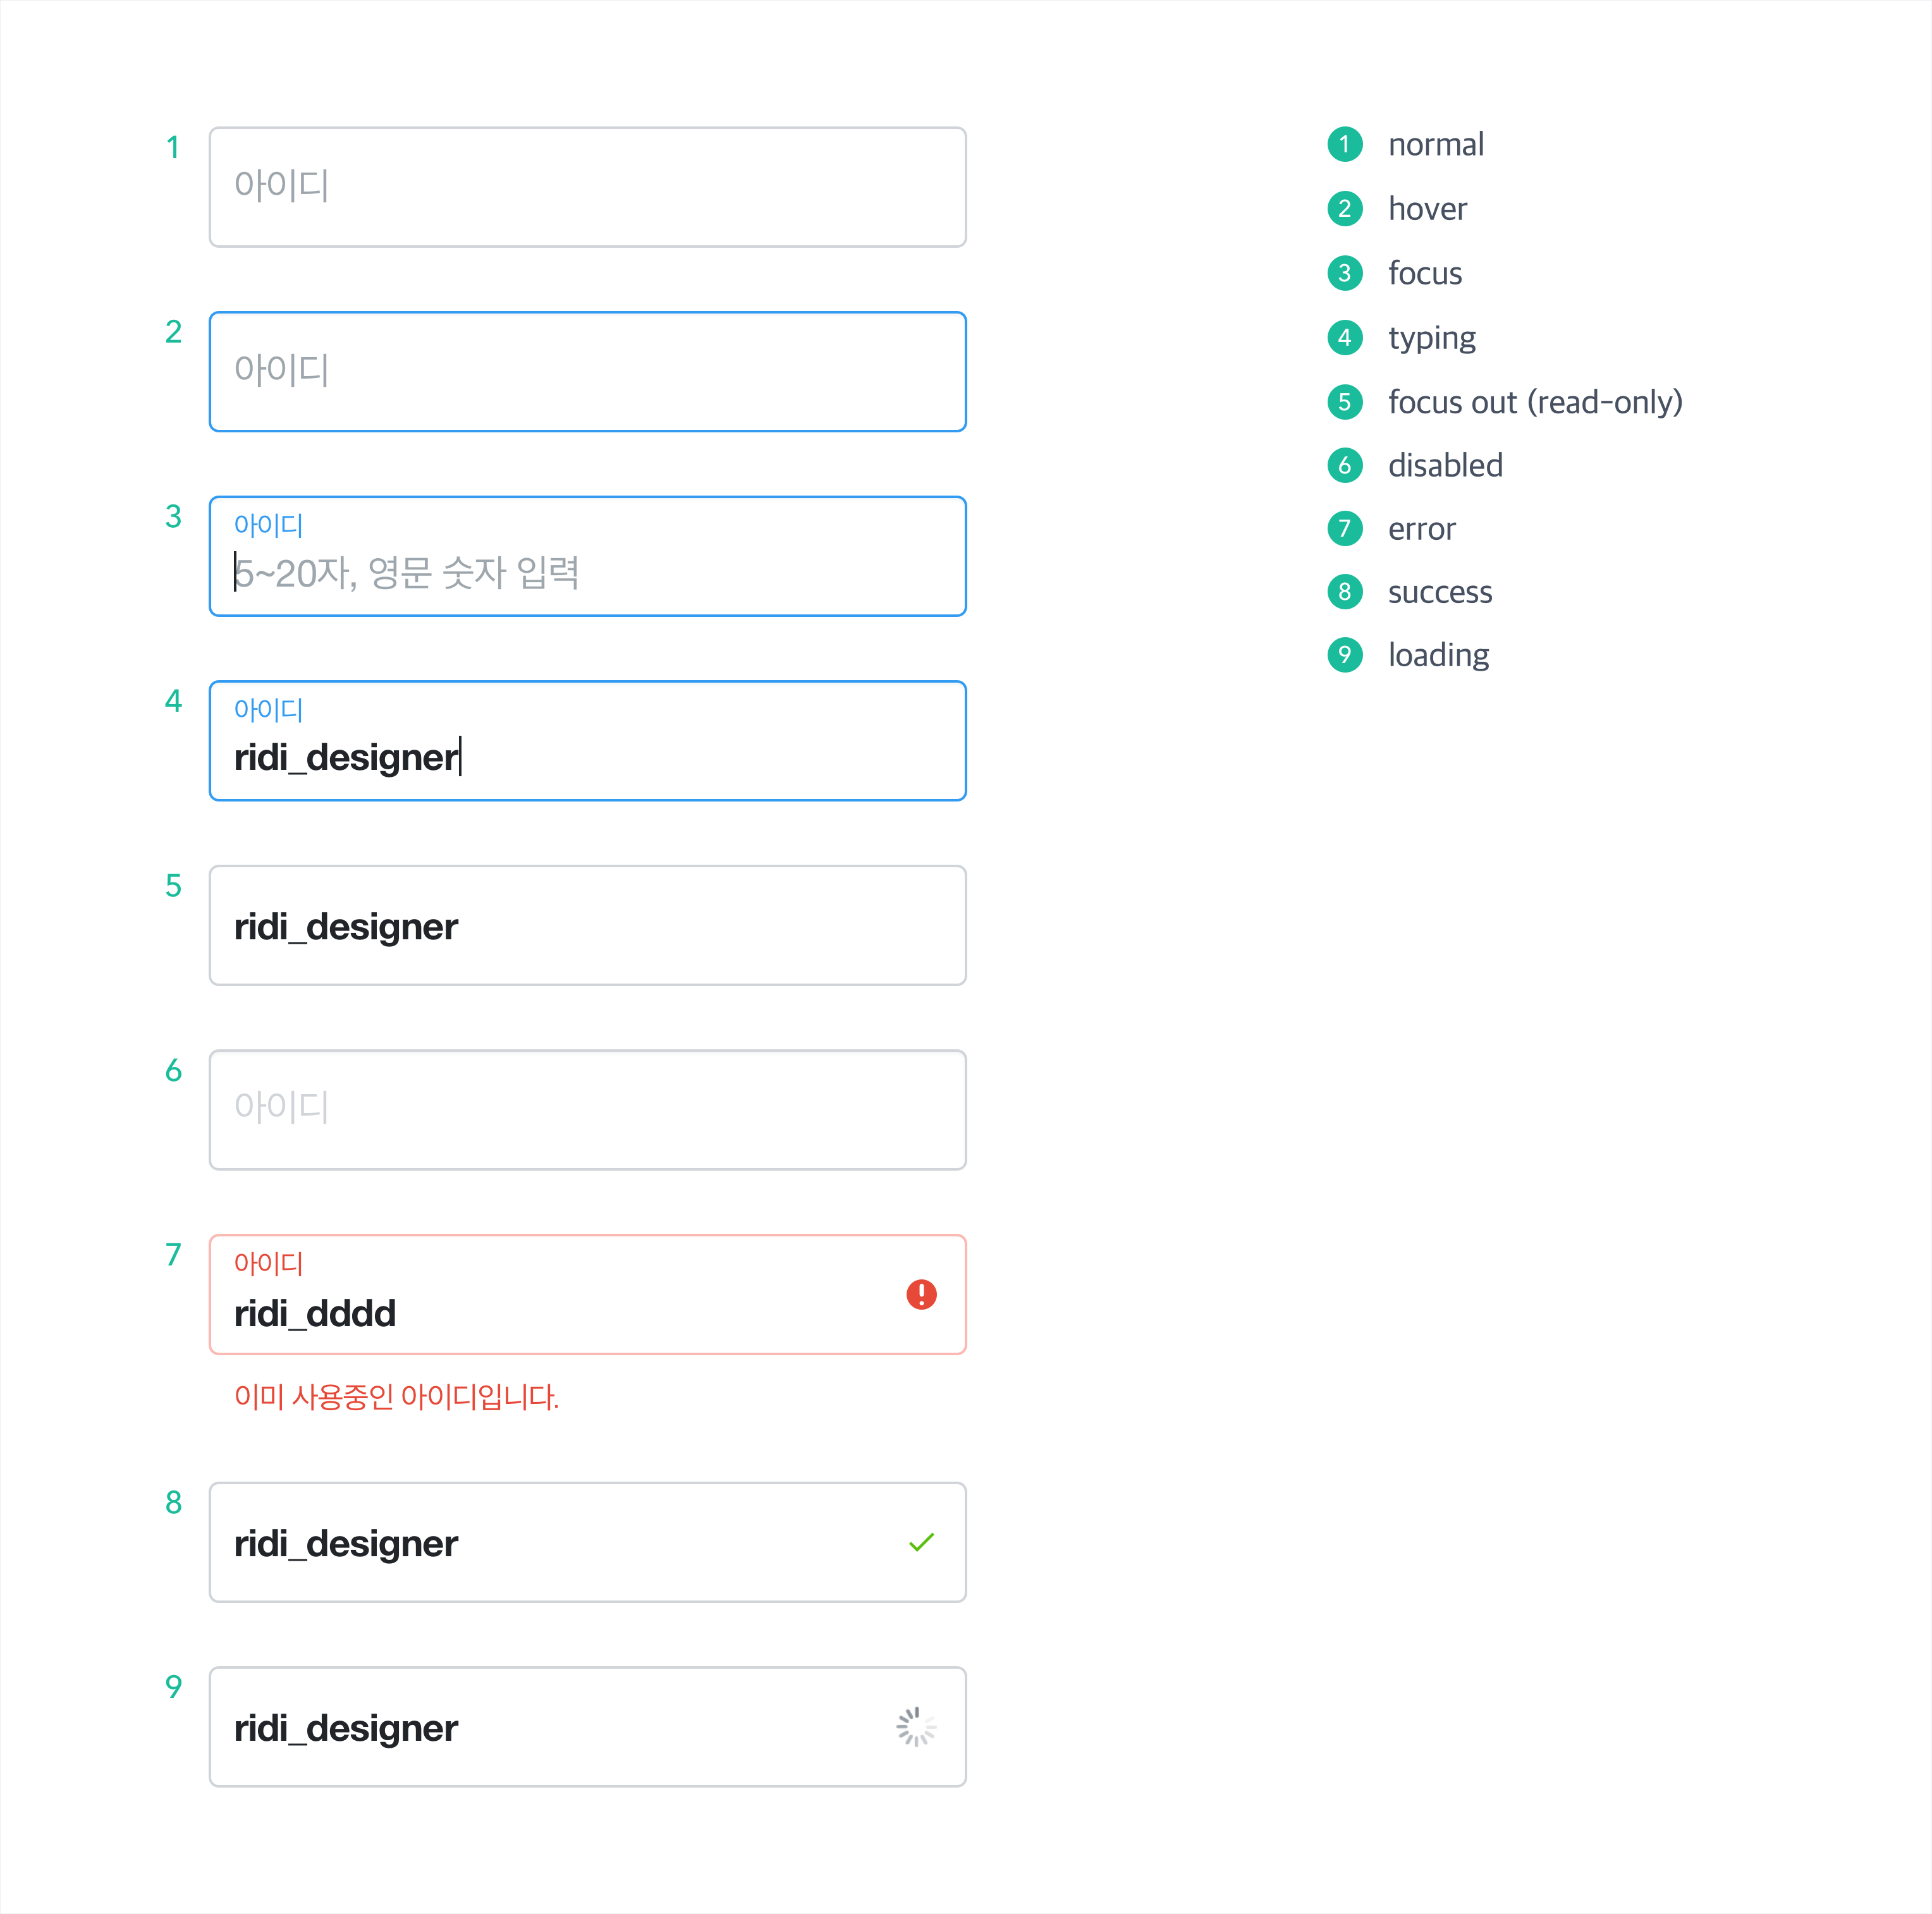 1
아이디
2
아이디
3
아이디
5~20자, 영문 숫자 입력
4
아이디
ridi_designer
5
ridi_designer
6
아이디
7
아이디
ridi_dddd
이미 사용중인 아이디입니다.
8
ridi_designer
9
ridi_designer
1 normal
2 hover
3 focus
4 typing
5 focus out (read-only)
6 disabled
7 error
8 success
9 loading